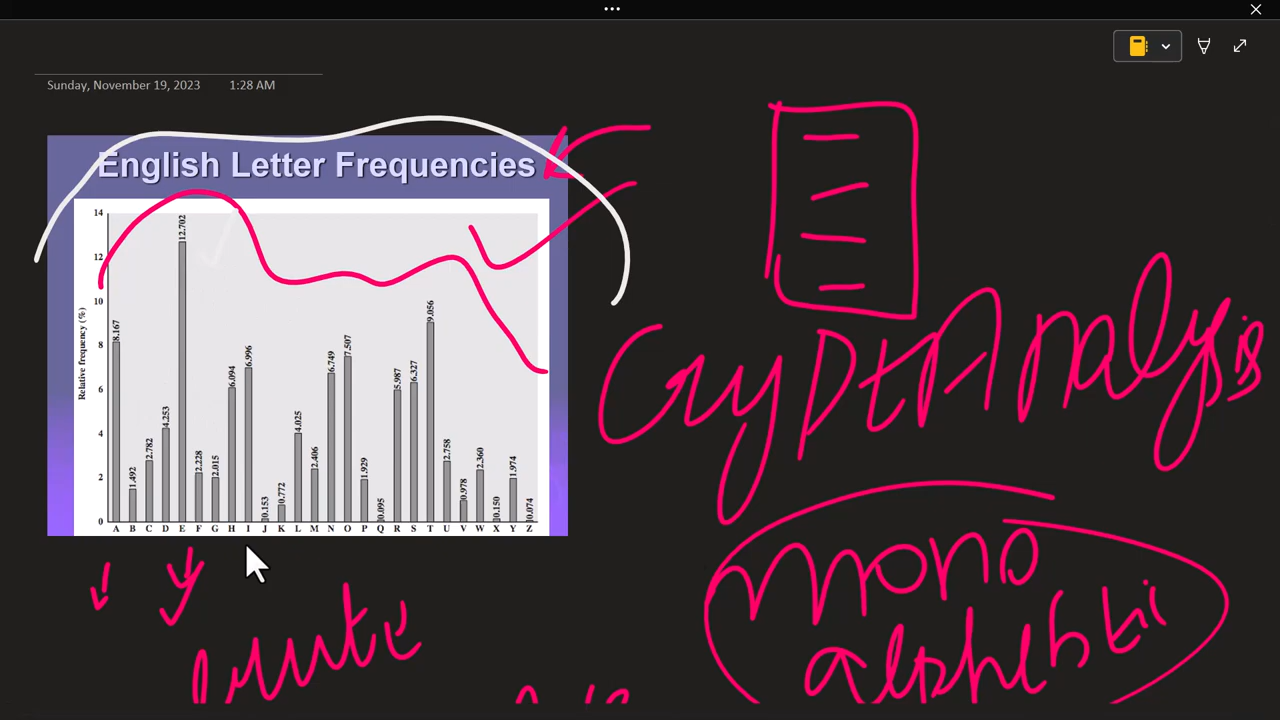 Sunday, November 19, 2023 1:28 AM
English Letter Frequencies
Relative frequency (%)
14
12
10
8
6
4
2
0
8.167 1.492 2.782 4.253 12.702 2.228 2.015 6.094 6.996 0.153 0.772 4.025 2.406 6.749 7.507 1.929 0.095 5.987 6.327 9.056 2.758 0.978 2.360 0.150 1.974 0.074
A B C D E F G H I J K L M N O P Q R S T U V W X Y Z
CryptAnalysis
mono